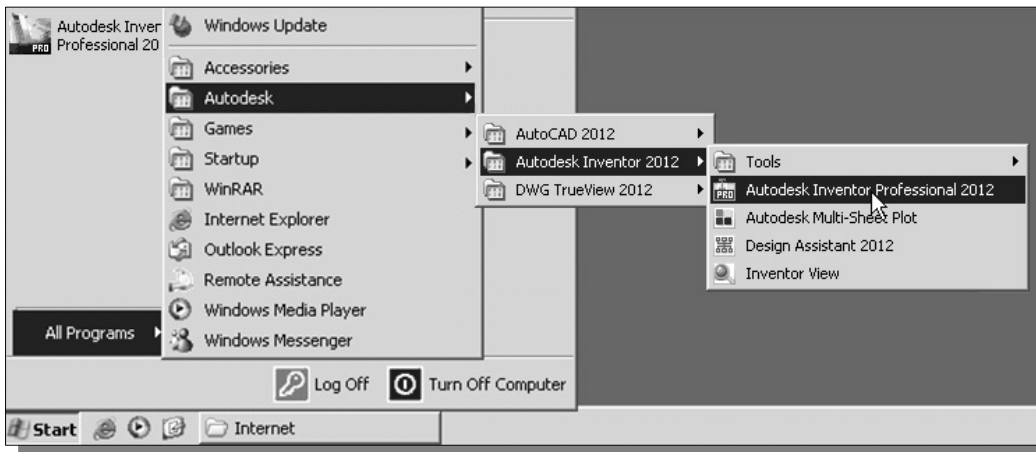 Autodesk Inver
Professional 20
PRO
Windows Update
Accessories
Autodesk
Games
Startup
WinRAR
Internet Explorer
Outlook Express
Remote Assistance
Windows Media Player
Windows Messenger
AutoCAD 2012
Autodesk Inventor 2012
DWG TrueView 2012
Tools
PRO
Autodesk Inventor Professional 2012
Autodesk Multi-Sheet Plot
Design Assistant 2012
Inventor View
All Programs
Log Off
Turn Off Computer
Start
Internet